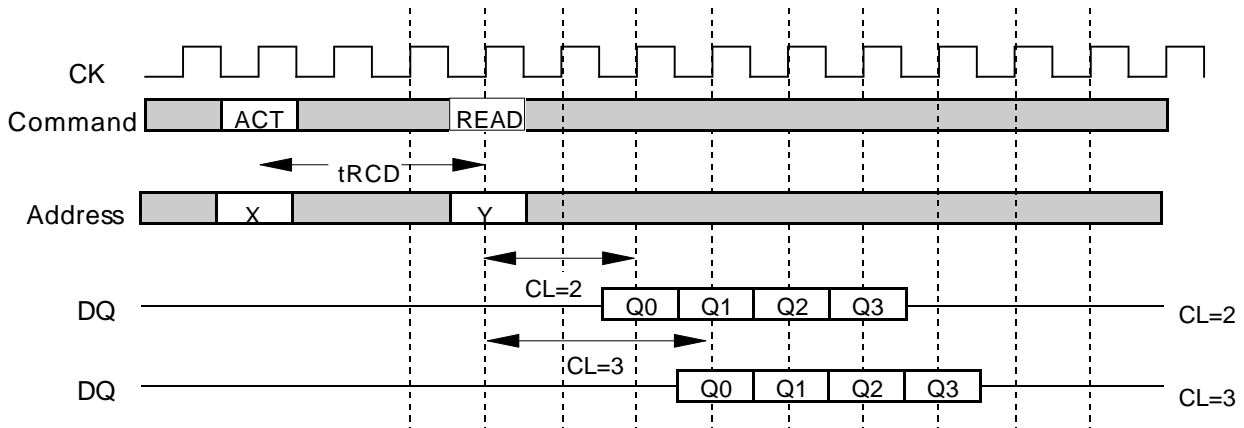 CK
Command ACT READ
tRCD
Address X Y
CL=2
DQ Q0 Q1 Q2 Q3 CL=2
CL=3
DQ Q0 Q1 Q2 Q3 CL=3